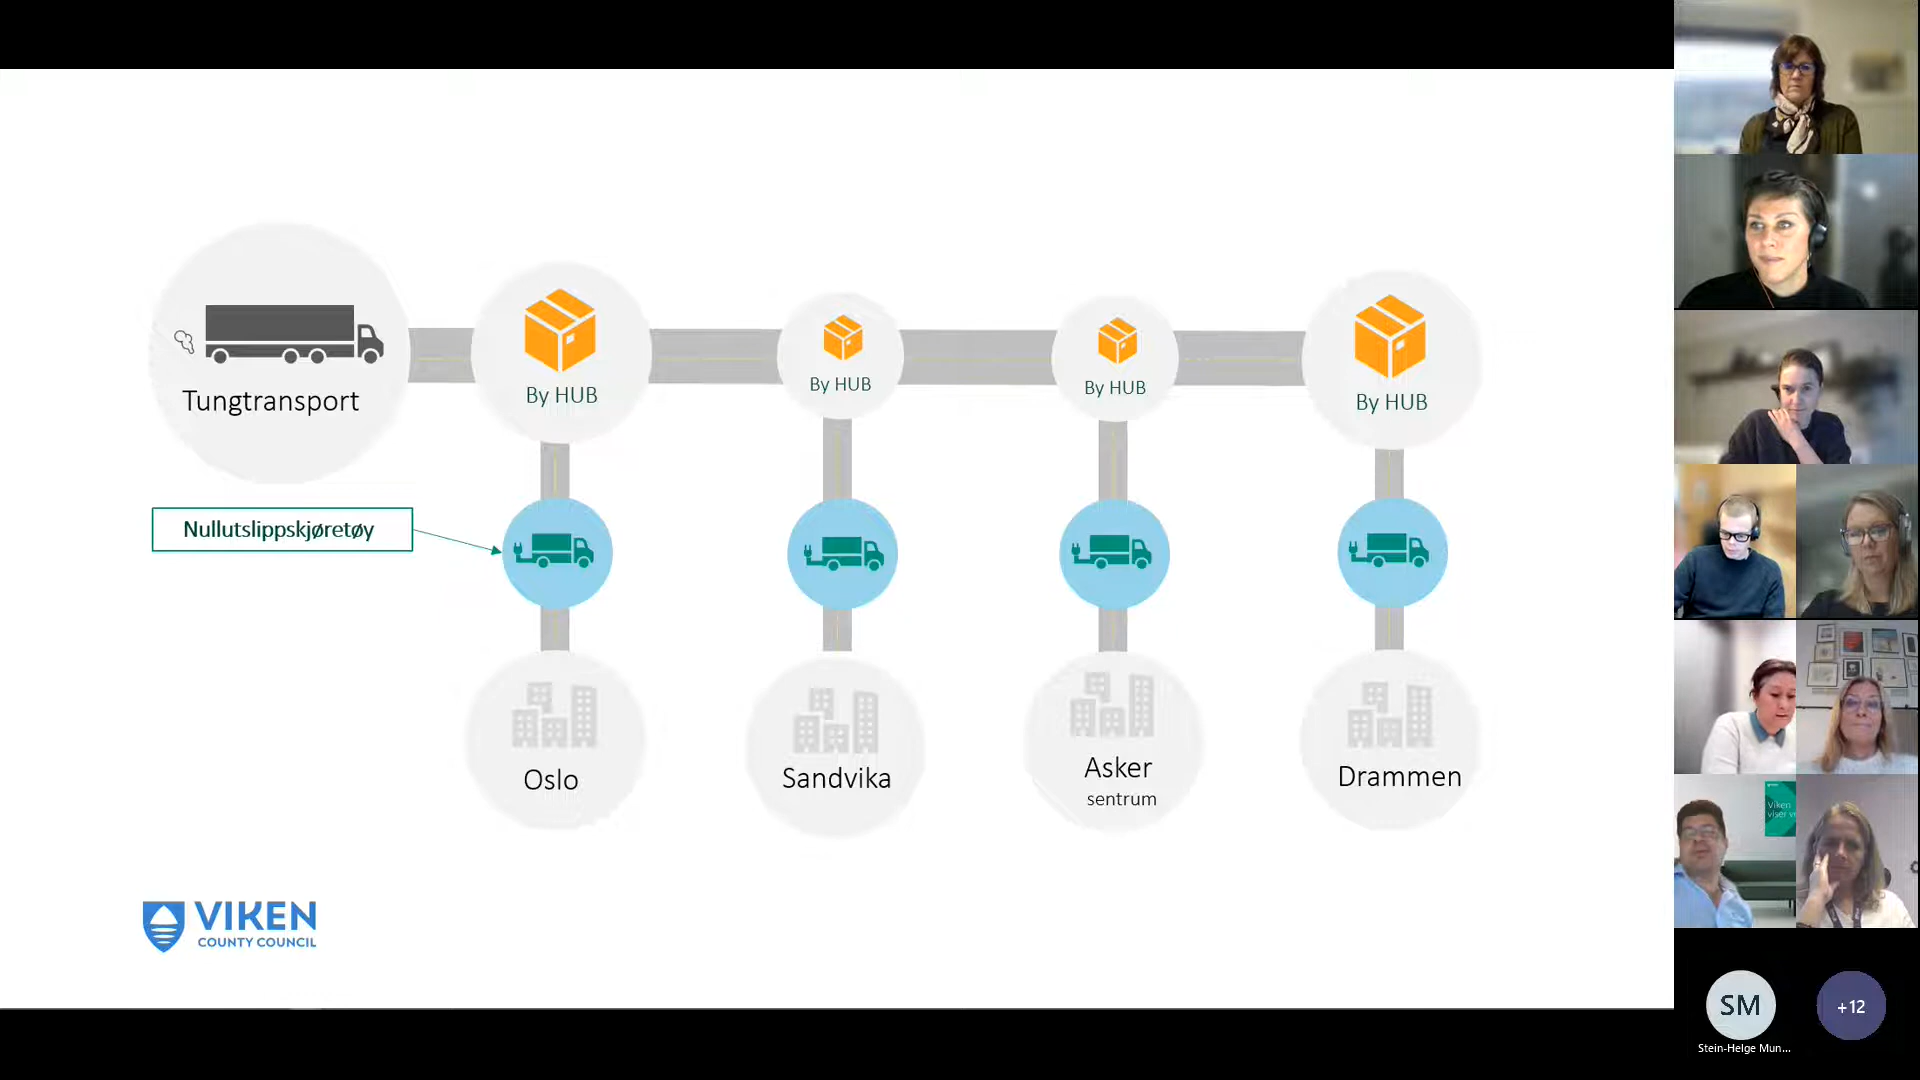 Tungtransport
By HUB
By HUB
By HUB
By HUB
Nullutslippskjøretøy
Oslo
Sandvika
Asker
sentrum
Drammen
VIKEN
COUNTY COUNCIL
Viken
SM
+12
Stein-Helge Mun...